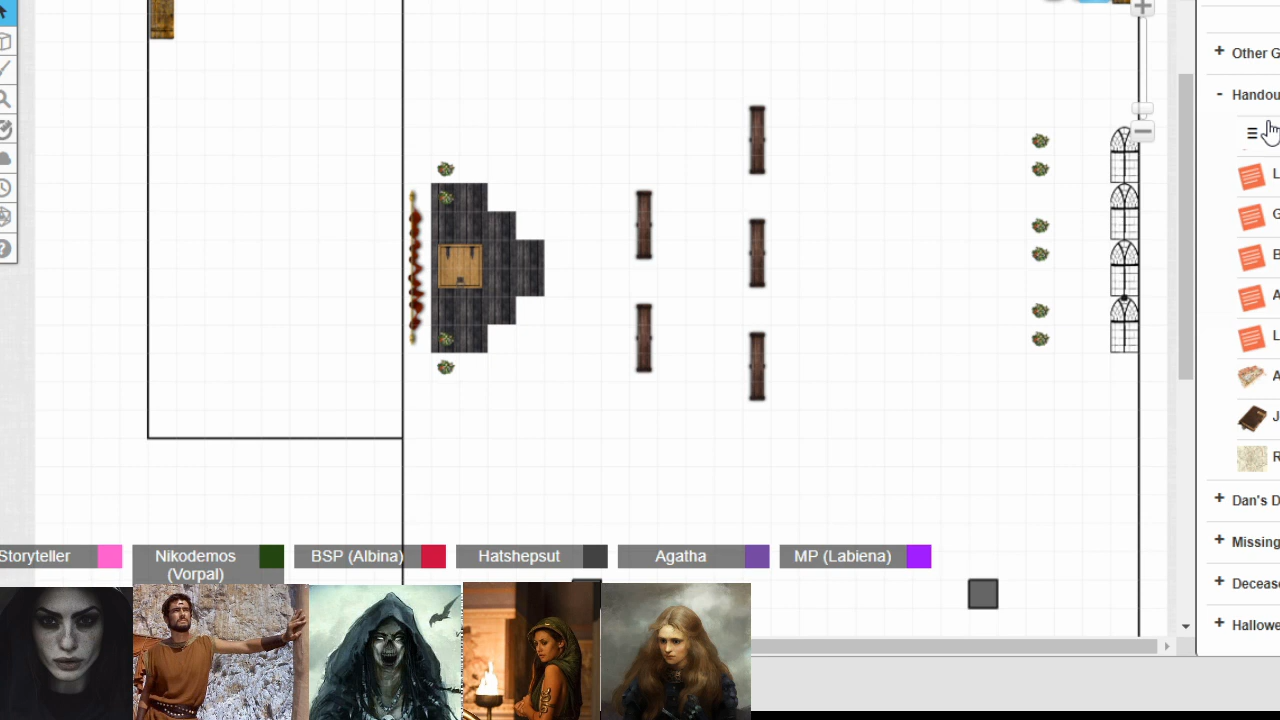 Other G
- Handou
L
G
B
A
L
A
J
R
+ Dan's D
+ Missing
+ Decease
+ Hallowe
Storyteller
Nikodemos
(Vorpal)
BSP (Albina)
Hatshepsut
Agatha
MP (Labiena)